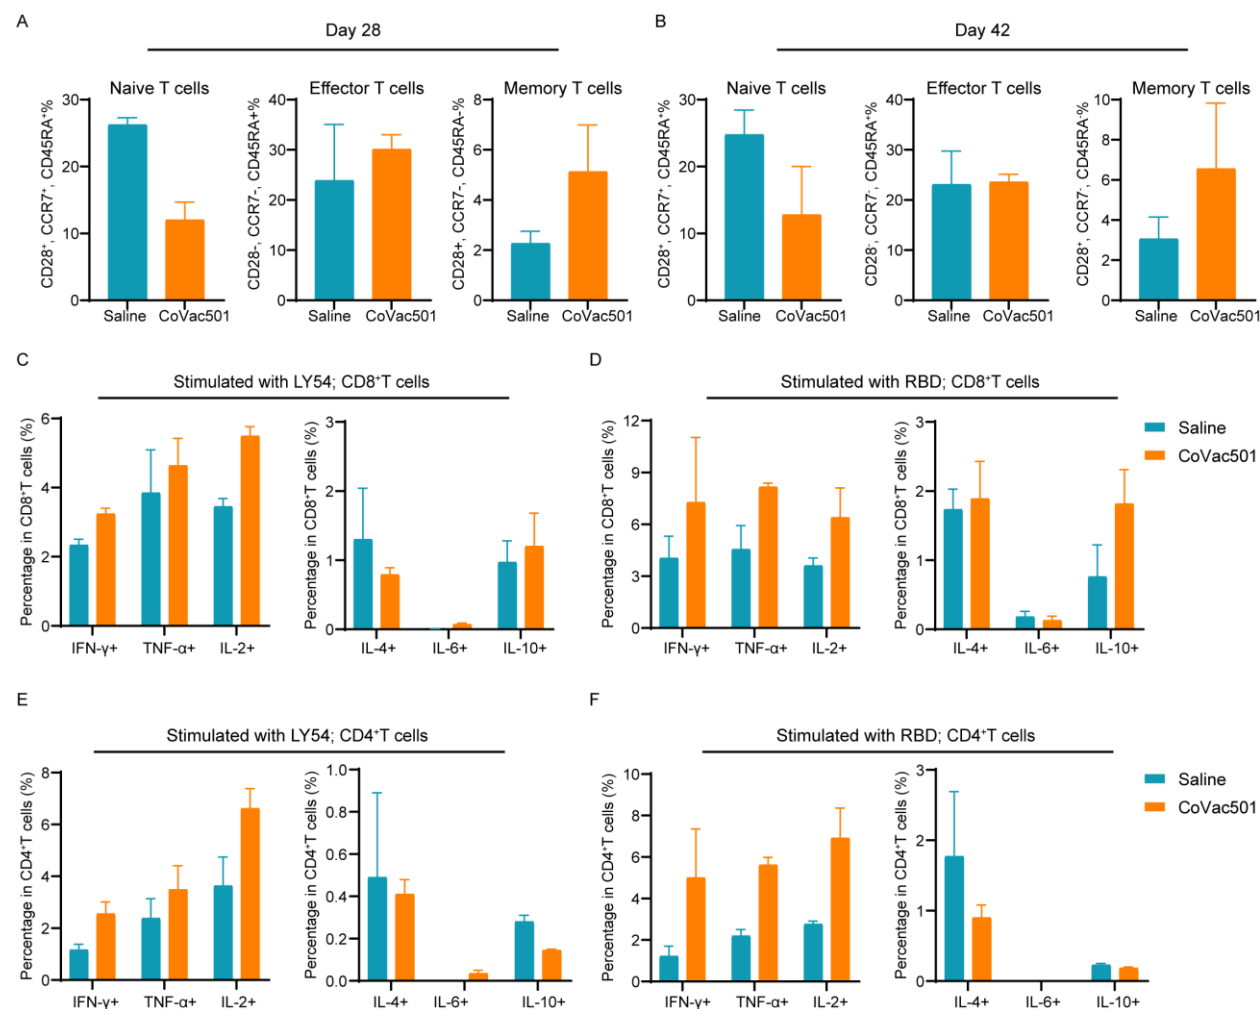 A
Day 28
Naive T cells
Effector T cells
Memory T cells
CD28⁺, CCR7⁺, CD45RA⁺%
30
20
10
0
Saline
CoVac501
CD28-, CCR7-, CD45RA+%
40
30
20
10
0
Saline
CoVac501
CD28+, CCR7-, CD45RA-%
8
6
4
2
0
Saline
CoVac501
B
Day 42
Naive T cells
Effector T cells
Memory T cells
CD28⁺, CCR7⁺, CD45RA⁺%
30
20
10
0
Saline
CoVac501
CD28⁻, CCR7⁻, CD45RA⁺%
40
30
20
10
0
Saline
CoVac501
CD28⁺, CCR7⁻, CD45RA⁻%
10
8
6
4
2
0
Saline
CoVac501
C
Stimulated with LY54; CD8⁺T cells
Percentage in CD8⁺T cells (%)
6
4
2
0
IFN-γ+
TNF-α+
IL-2+
Percentage in CD8⁺T cells (%)
3
2
1
0
IL-4+
IL-6+
IL-10+
D
Stimulated with RBD; CD8⁺T cells
Percentage in CD8⁺T cells (%)
12
9
6
3
0
IFN-γ+
TNF-α+
IL-2+
Percentage in CD8⁺T cells (%)
3
2
1
0
IL-4+
IL-6+
IL-10+
Saline
CoVac501
E
Stimulated with LY54; CD4⁺T cells
Percentage in CD4⁺T cells (%)
8
6
4
2
0
IFN-γ+
TNF-α+
IL-2+
Percentage in CD4⁺T cells (%)
1.0
0.8
0.6
0.4
0.2
0.0
IL-4+
IL-6+
IL-10+
F
Stimulated with RBD; CD4⁺T cells
Percentage in CD4⁺T cells (%)
10
8
6
4
2
0
IFN-γ+
TNF-α+
IL-2+
Percentage in CD4⁺T cells (%)
3
2
1
0
IL-4+
IL-6+
IL-10+
Saline
CoVac501